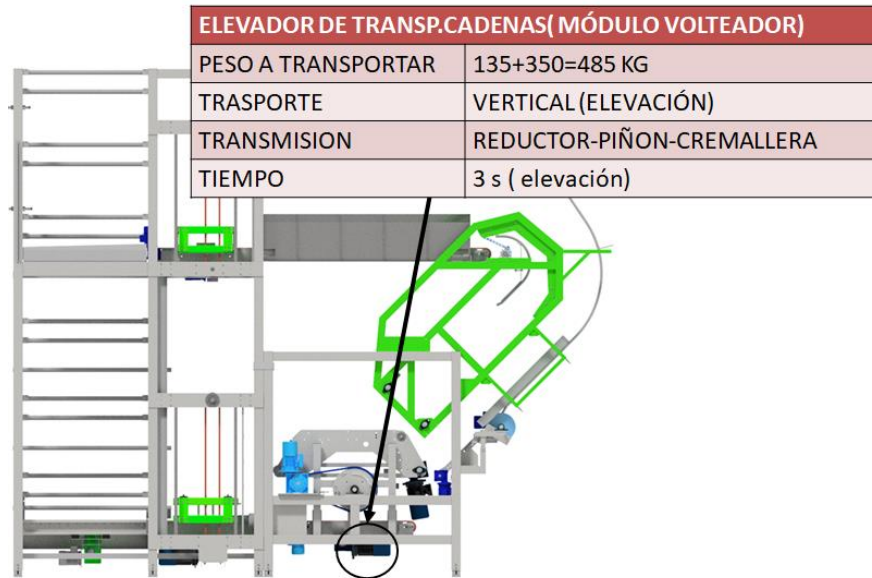 ELEVADOR DE TRANSP.CADENAS( MÓDULO VOLTEADOR)
PESO A TRANSPORTAR 135+350=485 KG
TRASPORTE VERTICAL (ELEVACIÓN)
TRANSMISION REDUCTOR-PIÑON-CREMALLERA
TIEMPO 3 s ( elevación)